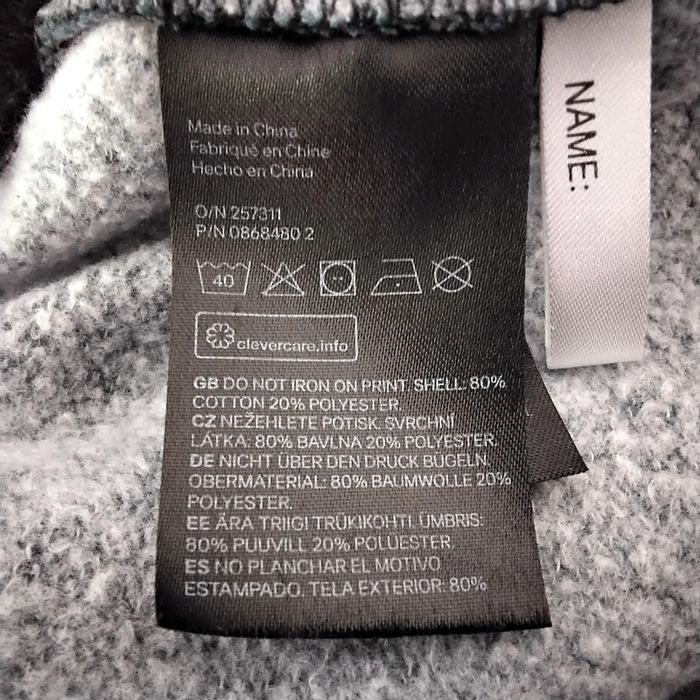 Made in China
Fabriqué en Chine
Hecho en China
O/N 257311
P/N 0868480 2
40
clevercare.info
GB DO NOT IRON ON PRINT. SHELL: 80%
COTTON 20% POLYESTER.
CZ NEŽEHLETE POTISK. SVRCHNÍ
LÁTKA: 80% BAVLNA 20% POLYESTER.
DE NICHT ÜBER DEN DRUCK BÜGELN.
OBERMATERIAL: 80% BAUMWOLLE 20%
POLYESTER.
EE ÄRA TRIIGI TRÜKIKOHTI. ÜMBRIS:
80% PUUVILL 20% POLUESTER.
ES NO PLANCHAR EL MOTIVO
ESTAMPADO. TELA EXTERIOR: 80%
NAME: